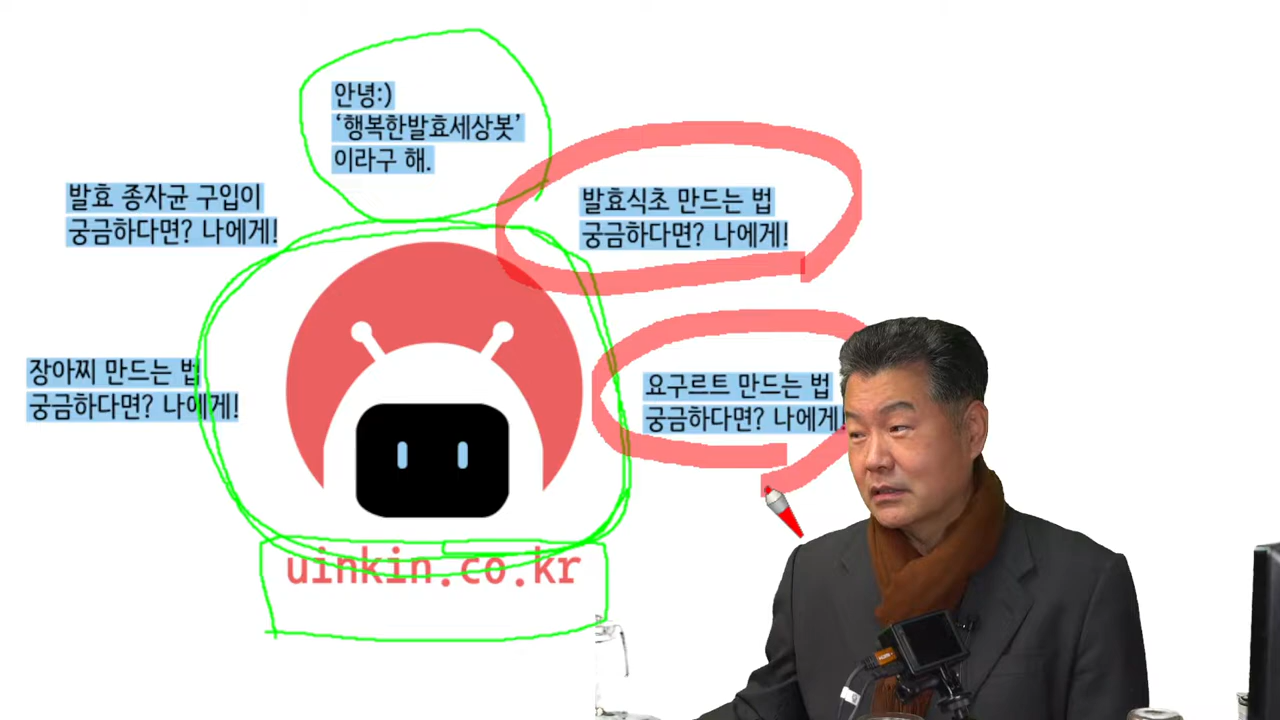 안녕:)
‘행복한발효세상봇’
이라구 해.
발효 종자균 구입이
궁금하다면? 나에게!
발효식초 만드는 법
궁금하다면? 나에게!
장아찌 만드는 법
궁금하다면? 나에게!
요구르트 만드는 법
궁금하다면? 나에게!
uinkin.co.kr